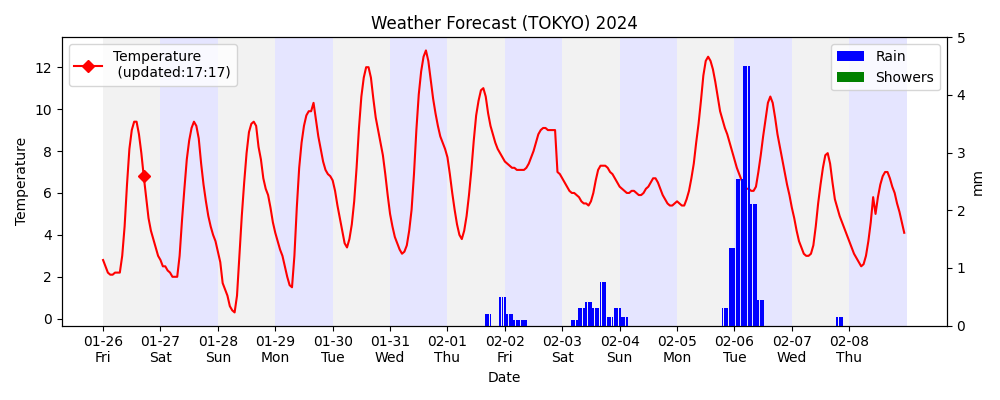 Weather Forecast (TOKYO) 2024
Temperature
(updated:17:17)
Rain
Showers
Temperature
12
10
8
6
4
2
0
5
4
3
2
1
0
mm
01-26 01-27 01-28 01-29 01-30 01-31 02-01 02-02 02-03 02-04 02-05 02-06 02-07 02-08
Fri Sat Sun Mon Tue Wed Thu Fri Sat Sun Mon Tue Wed Thu
Date